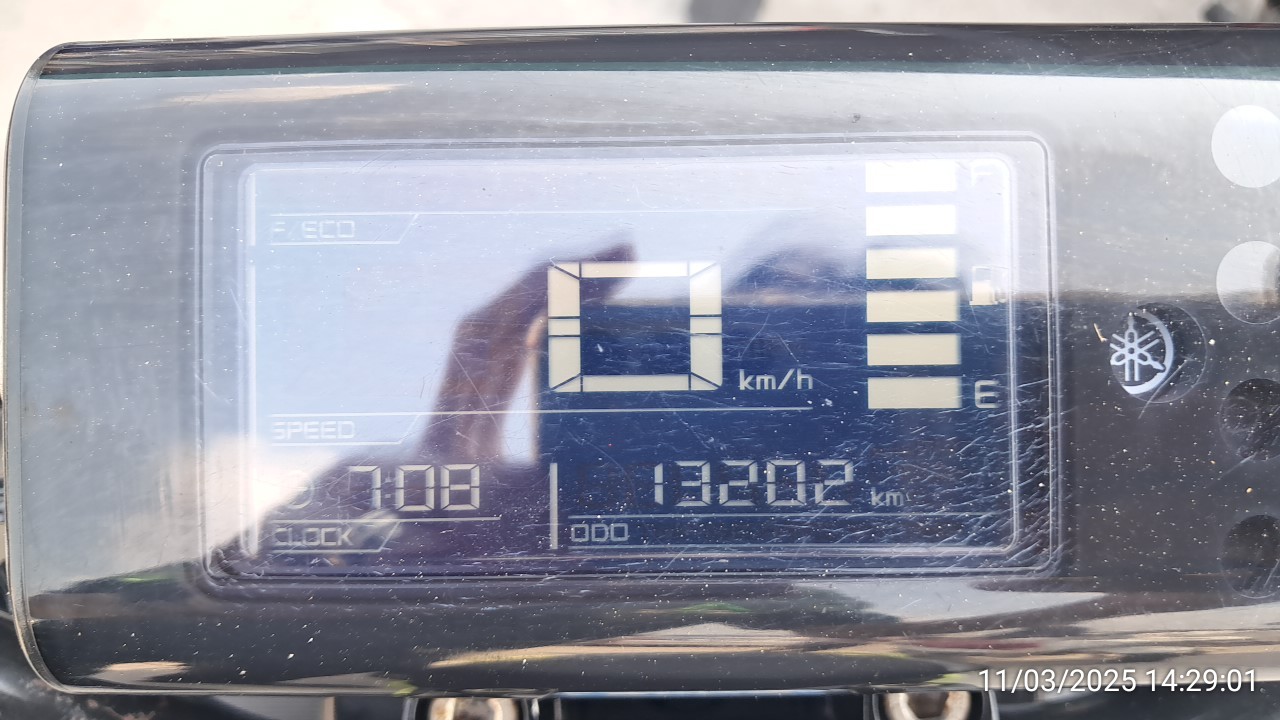 F
F/ECO
0 km/h
E
SPEED
7:08
13202 km
CLOCK
ODO
11/03/2025 14:29:01